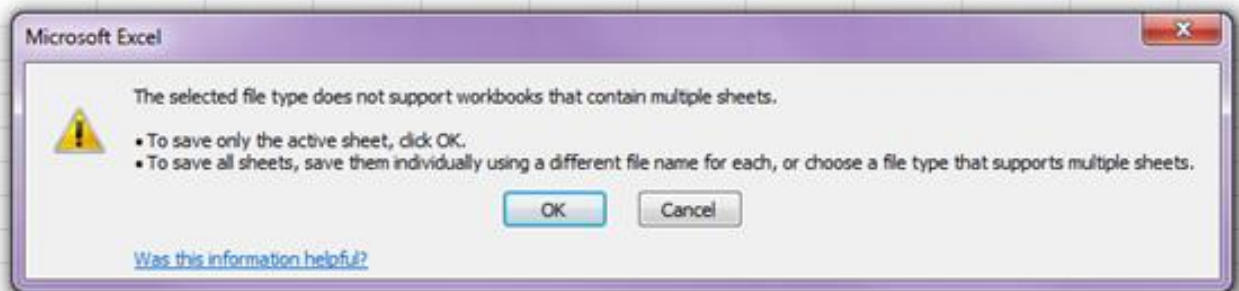 Microsoft Excel
The selected file type does not support workbooks that contain multiple sheets.
• To save only the active sheet, click OK.
• To save all sheets, save them individually using a different file name for each, or choose a file type that supports multiple sheets.
OK Cancel
Was this information helpful?